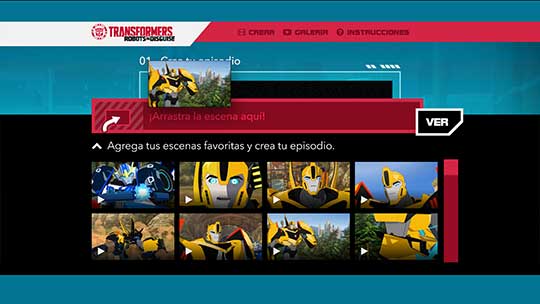 TRANSFORMERS
ROBOTS IN DISGUISE
CREAR
GALERÍA
INSTRUCCIONES
01. Crea tu episodio
¡Arrastra la escena aquí!
VER
Agrega tus escenas favoritas y crea tu episodio.